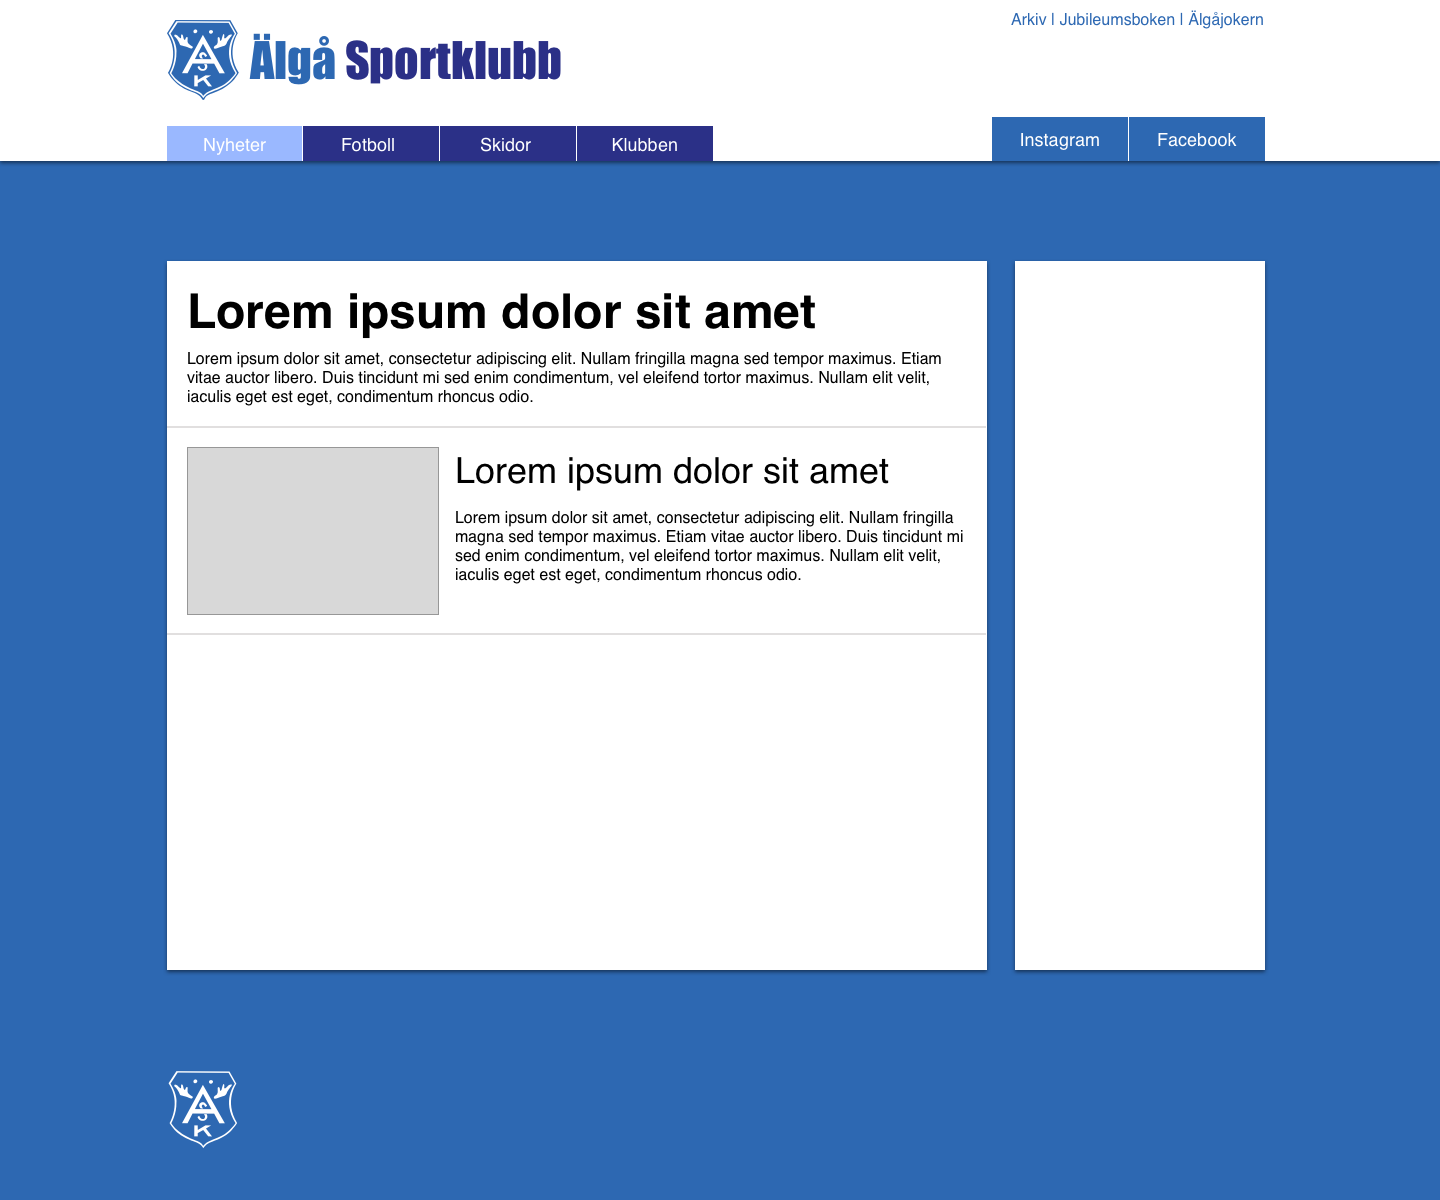 Arkiv | Jubileumsboken | Älgåjokern
ASK
Älgå Sportklubb
Nyheter Fotboll Skidor Klubben Instagram Facebook
Lorem ipsum dolor sit amet
Lorem ipsum dolor sit amet, consectetur adipiscing elit. Nullam fringilla magna sed tempor maximus. Etiam
vitae auctor libero. Duis tincidunt mi sed enim condimentum, vel eleifend tortor maximus. Nullam elit velit,
iaculis eget est eget, condimentum rhoncus odio.
Lorem ipsum dolor sit amet
Lorem ipsum dolor sit amet, consectetur adipiscing elit. Nullam fringilla
magna sed tempor maximus. Etiam vitae auctor libero. Duis tincidunt mi
sed enim condimentum, vel eleifend tortor maximus. Nullam elit velit,
iaculis eget est eget, condimentum rhoncus odio.
ASK